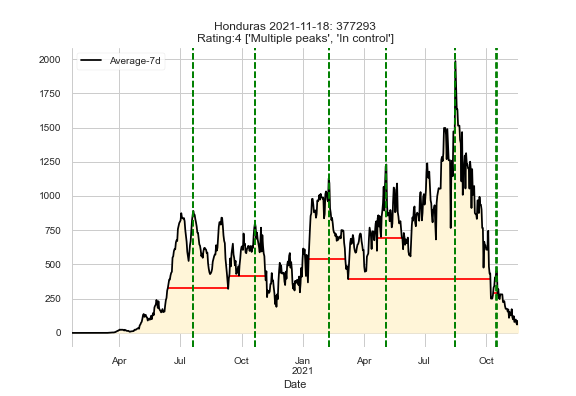 Honduras 2021-11-18: 377293
Rating:4 ['Multiple peaks', 'In control']
Average-7d
2000
1750
1500
1250
1000
750
500
250
0
Apr Jul Oct Jan Apr Jul Oct
2021
Date